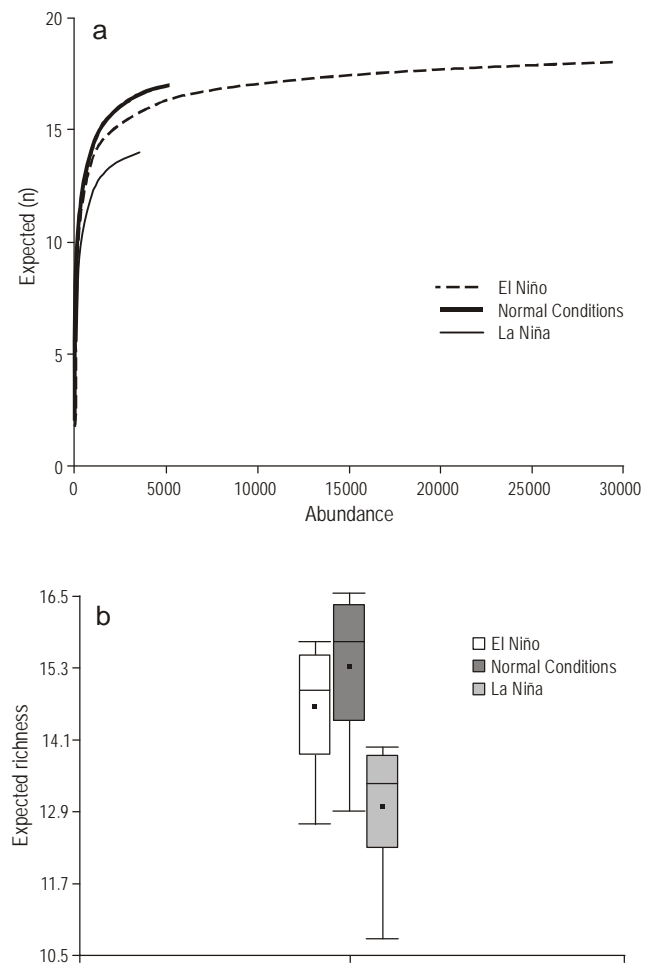 a
20
15
10
5
0
Expected (n)
El Niño
Normal Conditions
La Niña
0 5000 10000 15000 20000 25000 30000
Abundance
b
16.5
15.3
14.1
12.9
11.7
10.5
Expected richness
El Niño
Normal Conditions
La Niña